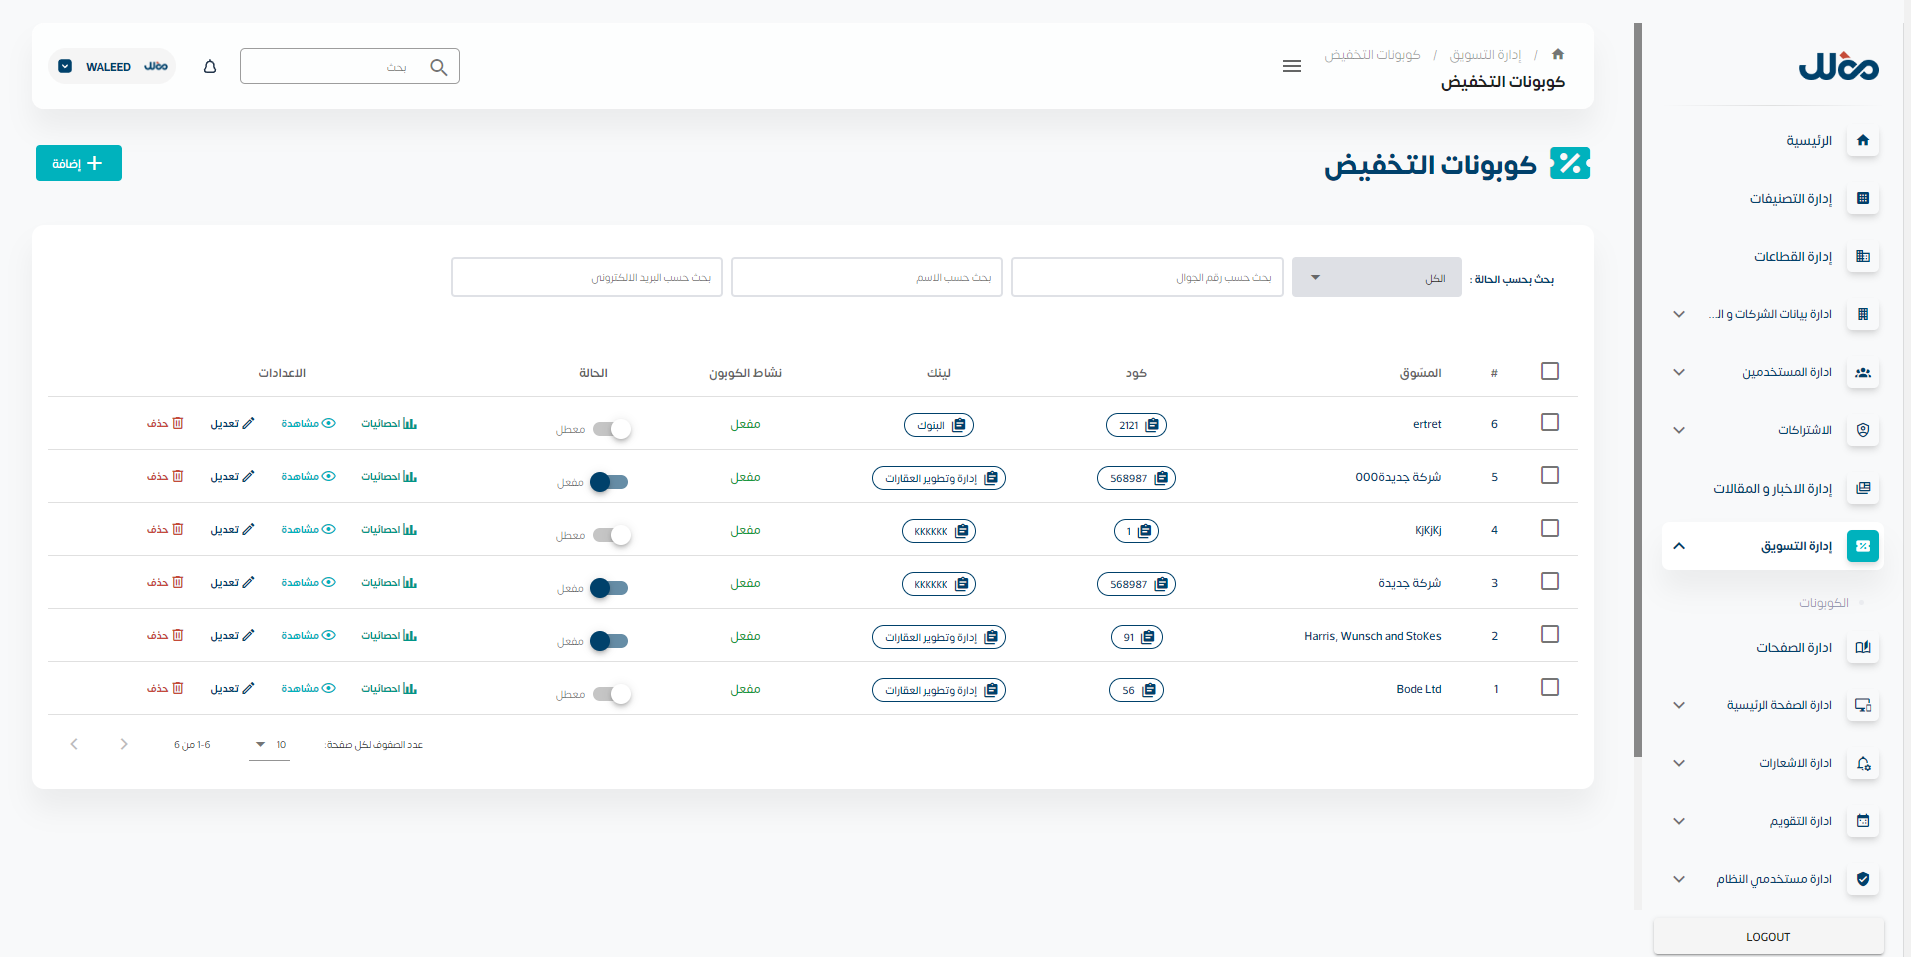 الرئيسية
إدارة التصنيفات
إدارة القطاعات
ادارة بيانات الشركات و الـ...
ادارة المستخدمين
الاشتراكات
إدارة الاخبار و المقالات
إدارة التسويق
الكوبونات
ادارة الصفحات
ادارة الصفحة الرئيسية
ادارة الاشعارات
ادارة التقويم
ادارة مستخدمي النظام
LOGOUT
/ إدارة التسويق / كوبونات التخفيض
كوبونات التخفيض
بحث
WALEED
كوبونات التخفيض
إضافة
بحث بحسب الحالة :
الكل
بحث حسب رقم الجوال
بحث حسب الاسم
بحث حسب البريد الالكتروني
# المسوق كود لينك نشاط الكوبون الحالة الاعدادات
6 ertret 2121 البنوك مفعل معطل احصائيات مشاهدة تعديل حذف
5 شركة جديدة000 568987 إدارة وتطوير العقارات مفعل مفعل احصائيات مشاهدة تعديل حذف
4 KjKjKj 1 KKKKKK مفعل معطل احصائيات مشاهدة تعديل حذف
3 شركة جديدة 568987 KKKKKK مفعل مفعل احصائيات مشاهدة تعديل حذف
2 Harris, Wunsch and StoKes 91 إدارة وتطوير العقارات مفعل مفعل احصائيات مشاهدة تعديل حذف
1 Bode Ltd 56 إدارة وتطوير العقارات مفعل معطل احصائيات مشاهدة تعديل حذف
عدد الصفوف لكل صفحة: 10 1-6 من 6